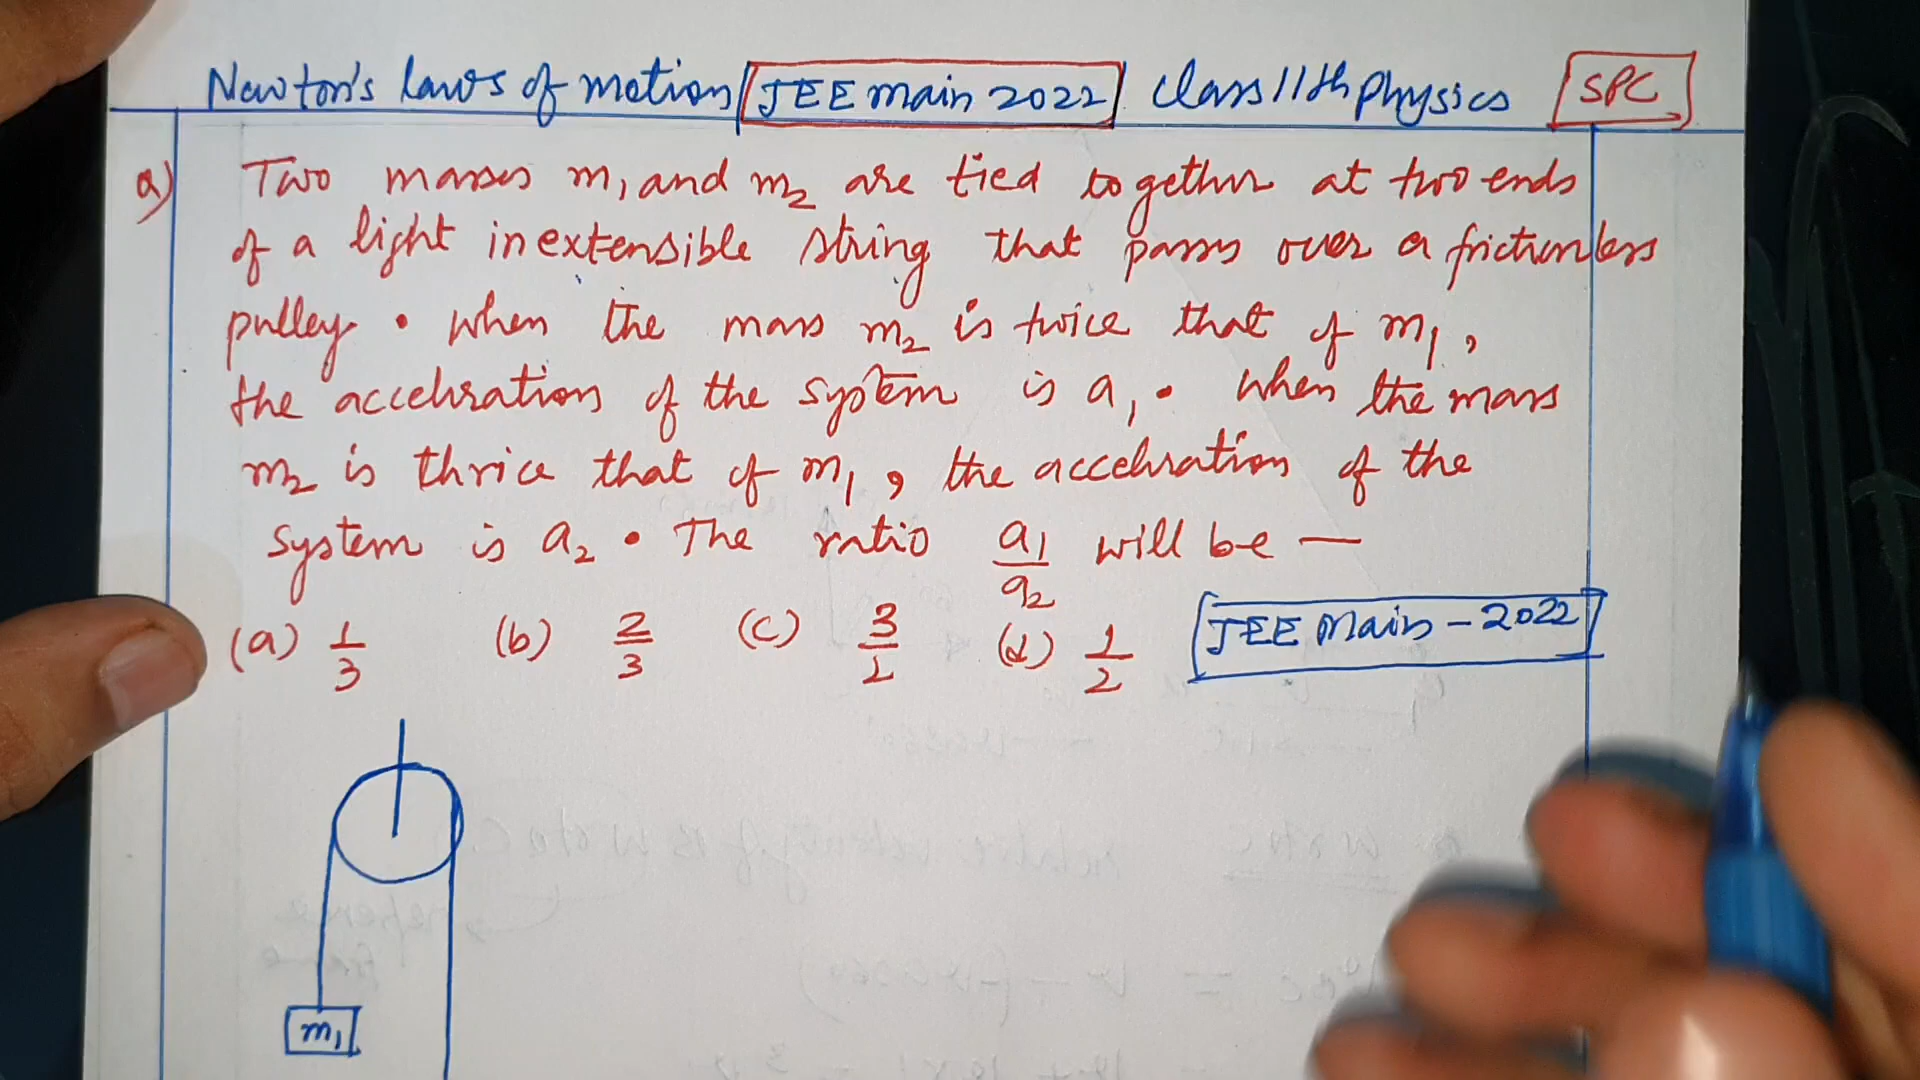 Newton's laws of motion JEE main 2022 class 11th physics SPC
Q) Two masses m₁ and m₂ are tied together at two ends
of a light inextensible string that passes over a frictionless
pulley. When the mass m₂ is twice that of m₁,
the acceleration of the system is a₁. When the mass
m₂ is thrice that of m₁, the acceleration of the
system is a₂. The ratio a₁/a₂ will be —
(a) 1/3 (b) 2/3 (c) 3/1 (d) 1/2 JEE Main - 2022
m₁